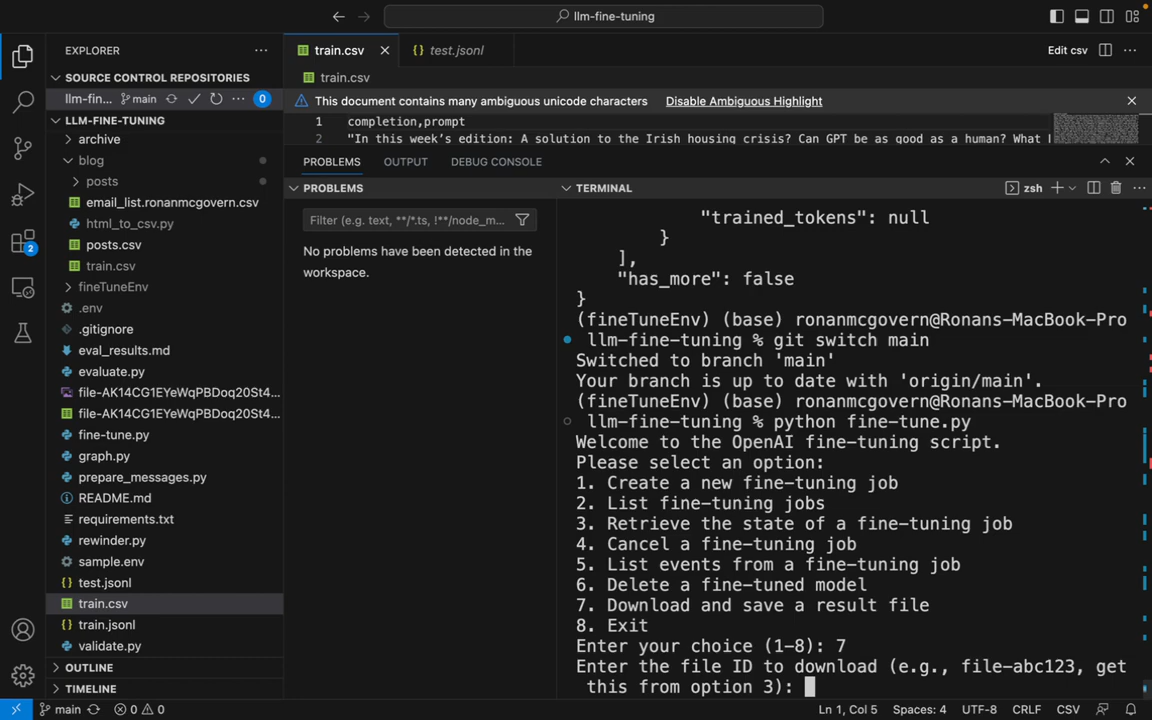 llm-fine-tuning
EXPLORER
SOURCE CONTROL REPOSITORIES
llm-fin... main 0
LLM-FINE-TUNING
archive
blog
posts
email_list.ronanmcgovern.csv
html_to_csv.py
posts.csv
train.csv
fineTuneEnv
.env
.gitignore
eval_results.md
evaluate.py
file-AK14CG1EYeWqPBDoq20St4...
file-AK14CG1EYeWqPBDoq20St4...
fine-tune.py
graph.py
prepare_messages.py
README.md
requirements.txt
rewinder.py
sample.env
test.jsonl
train.csv
train.jsonl
validate.py
OUTLINE
TIMELINE
2
train.csv
test.jsonl
Edit csv
train.csv
This document contains many ambiguous unicode characters Disable Ambiguous Highlight
1 completion,prompt
2 "In this week's edition: A solution to the Irish housing crisis? Can GPT be as good as a human? What
PROBLEMS OUTPUT DEBUG CONSOLE
PROBLEMS
Filter (e.g. text, **/*.ts, !**/node_m...
No problems have been detected in the
workspace.
TERMINAL
zsh
"trained_tokens": null
}
],
"has_more": false
}
(fineTuneEnv) (base) ronanmcgovern@Ronans-MacBook-Pro
llm-fine-tuning % git switch main
Switched to branch 'main'
Your branch is up to date with 'origin/main'.
(fineTuneEnv) (base) ronanmcgovern@Ronans-MacBook-Pro
llm-fine-tuning % python fine-tune.py
Welcome to the OpenAI fine-tuning script.
Please select an option:
1. Create a new fine-tuning job
2. List fine-tuning jobs
3. Retrieve the state of a fine-tuning job
4. Cancel a fine-tuning job
5. List events from a fine-tuning job
6. Delete a fine-tuned model
7. Download and save a result file
8. Exit
Enter your choice (1-8): 7
Enter the file ID to download (e.g., file-abc123, get
this from option 3):
main 0 0 Ln 1, Col 5 Spaces: 4 UTF-8 CRLF CSV